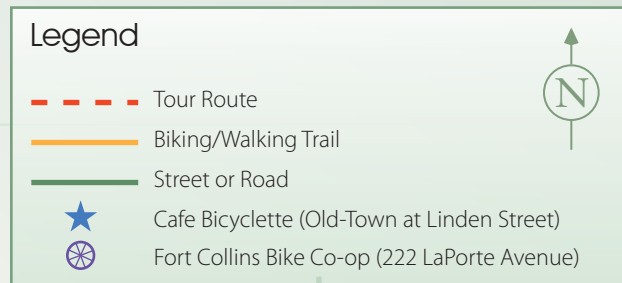 Legend
N
Tour Route
Biking/Walking Trail
Street or Road
Cafe Bicyclette (Old-Town at Linden Street)
Fort Collins Bike Co-op (222 LaPorte Avenue)